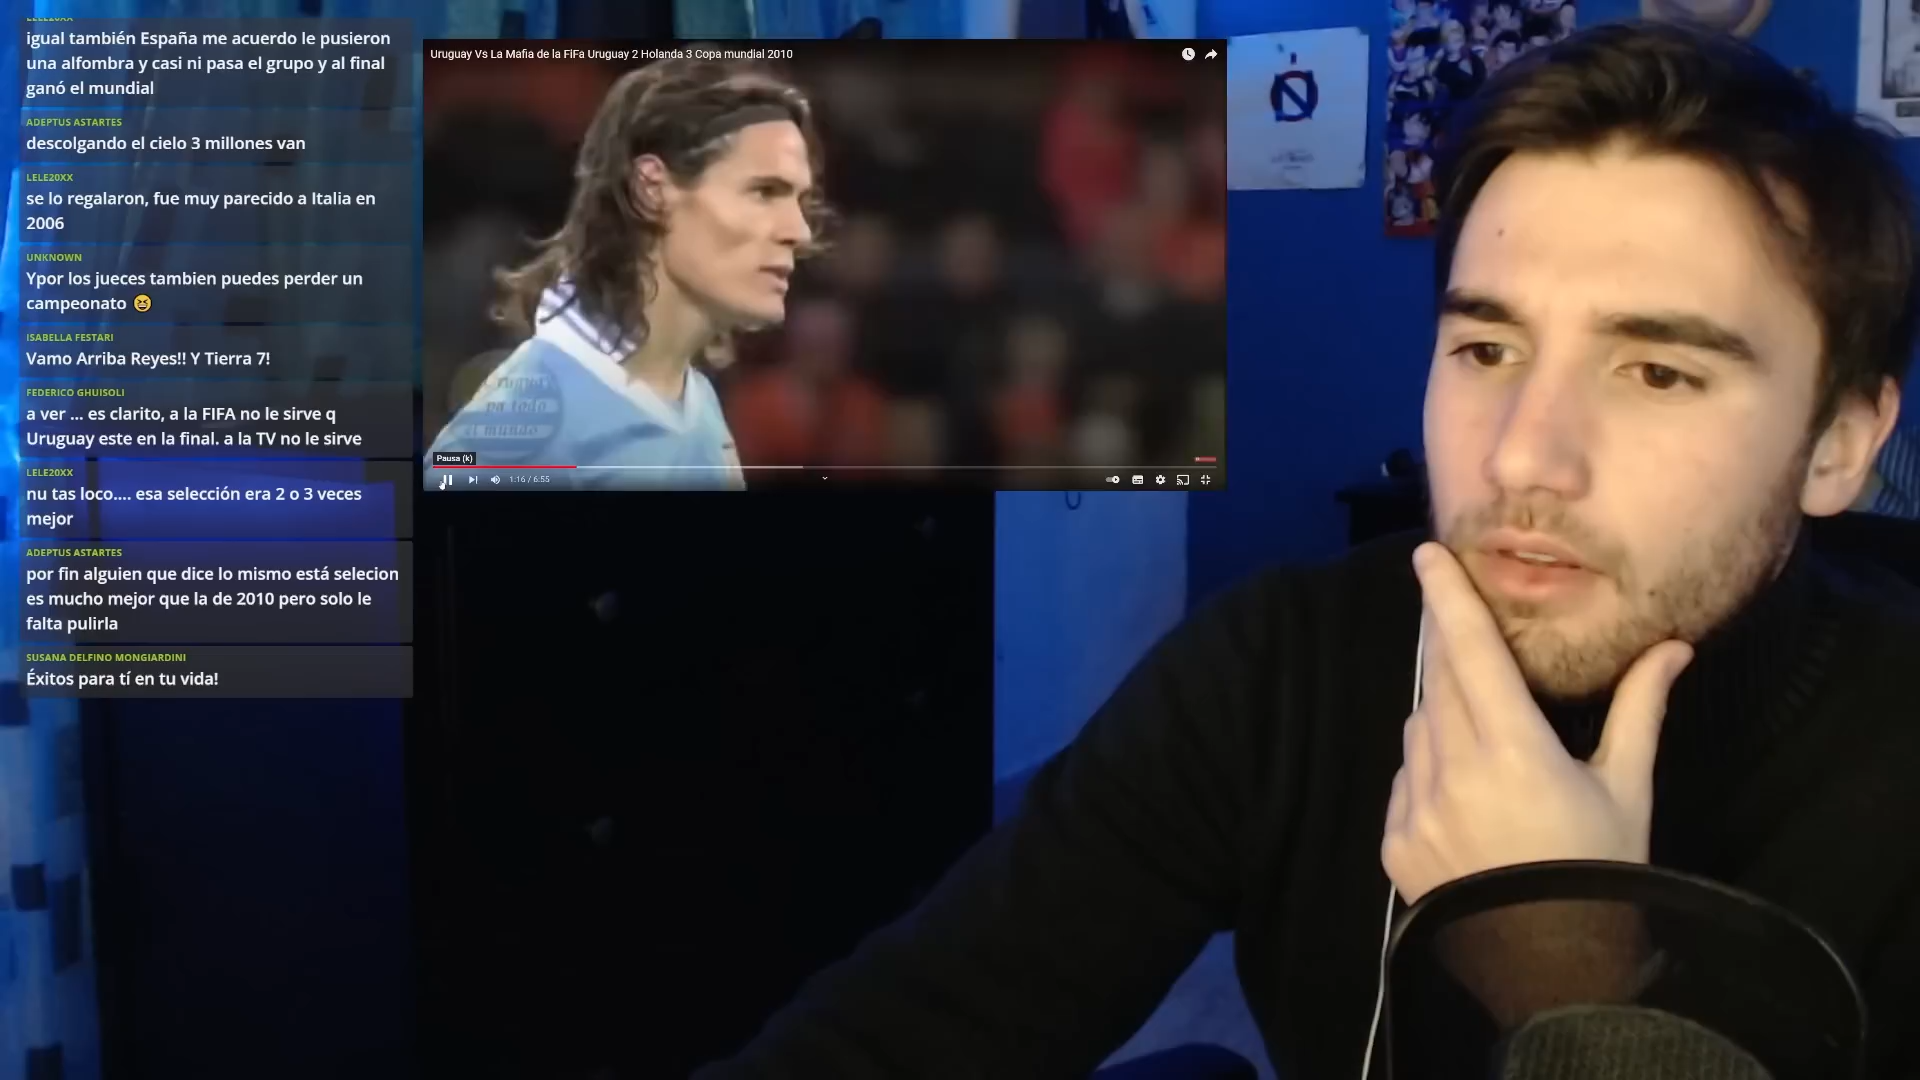 igual también España me acuerdo le pusieron
una alfombra y casi ni pasa el grupo y al final
ganó el mundial
ADEPTUS ASTARTES
descolgando el cielo 3 millones van
LELE20XX
se lo regalaron, fue muy parecido a Italia en
2006
UNKNOWN
Ypor los jueces tambien puedes perder un
campeonato 😆
ISABELLA FESTARI
Vamo Arriba Reyes!! Y Tierra 7!
FEDERICO GHUISOLI
a ver ... es clarito, a la FIFA no le sirve q
Uruguay este en la final. a la TV no le sirve
LELE20XX
nu tas loco.... esa selección era 2 o 3 veces
mejor
ADEPTUS ASTARTES
por fin alguien que dice lo mismo está selecion
es mucho mejor que la de 2010 pero solo le
falta pulirla
SUSANA DELFINO MONGIARDINI
Éxitos para tí en tu vida!
Uruguay Vs La Mafia de la FiFa Uruguay 2 Holanda 3 Copa mundial 2010
pa todo
el mundo
Pausa (k)
1:16 / 6:55